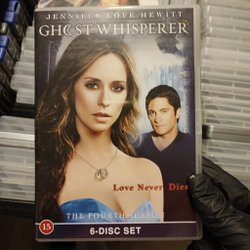 JENNIFER LOVE HEWITT
GHOST WHISPERER
Love Never Dies
THE FOURTH SEASON
15
6-DISC SET